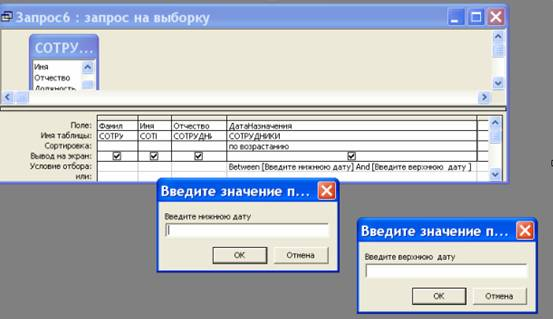 Запрос6 : запрос на выборку
СОТРУ...
Имя
Отчество
Должность
Поле: Фамил Имя Отчество ДатаНазначения
Имя таблицы: СОТРУ СОТІ СОТРУДНЬ СОТРУДНИКИ
Сортировка: по возрастанию
Вывод на экран:
Условие отбора: Between [Введите нижнюю дату] And [Введите верхнюю дату ]
или:
Введите значение п...
Введите нижнюю дату
OK Отмена
Введите значение п...
Введите верхнюю дату
OK Отмена